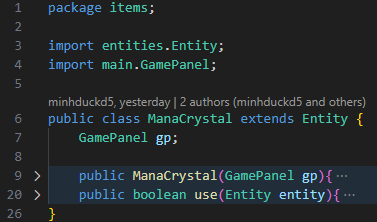 1 package items;
2
3 import entities.Entity;
4 import main.GamePanel;
5
minhduckd5, yesterday | 2 authors (minhduckd5 and others)
6 public class ManaCrystal extends Entity {
7 GamePanel gp;
8
9 > public ManaCrystal(GamePanel gp){ ···
20 > public boolean use(Entity entity){ ···
26 }